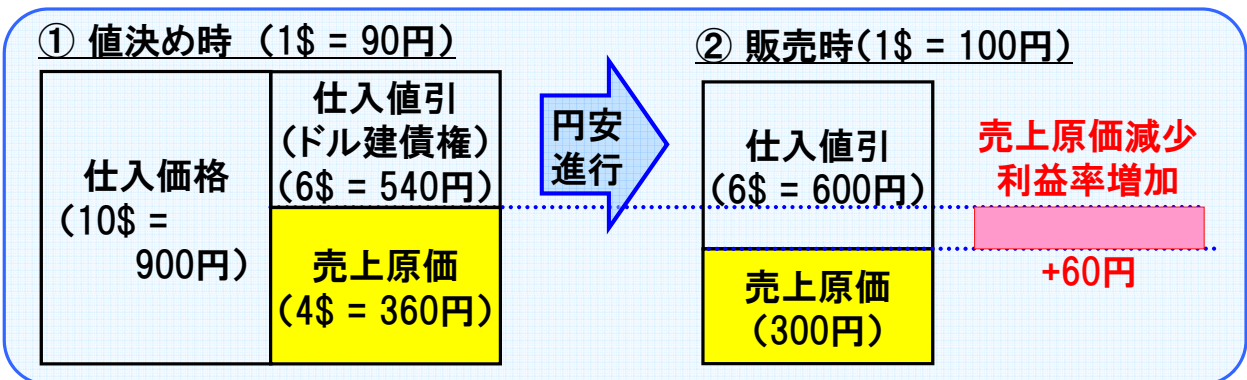 ① 値決め時 （1$ = 90円）
仕入価格
（10$ =
900円）
仕入値引
（ドル建債権）
（6$ = 540円）
売上原価
（4$ = 360円）
円安
進行
② 販売時（1$ = 100円）
仕入値引
（6$ = 600円）
売上原価
（300円）
売上原価減少
利益率増加
+60円